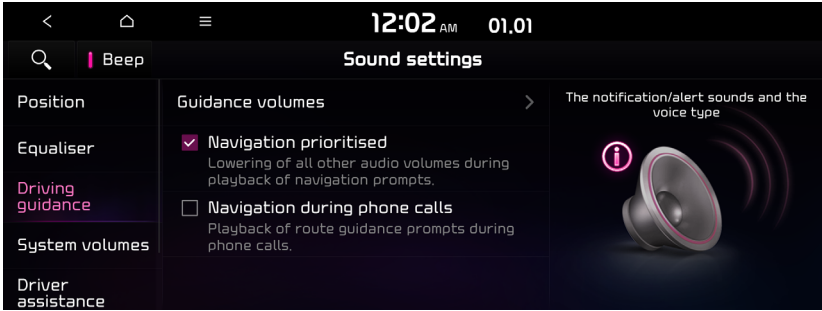 12:02 AM 01.01
Beep
Sound settings
Position
Equaliser
Driving
guidance
System volumes
Driver
assistance
Guidance volumes
Navigation prioritised
Lowering of all other audio volumes during
playback of navigation prompts.
Navigation during phone calls
Playback of route guidance prompts during
phone calls.
The notification/alert sounds and the
voice type